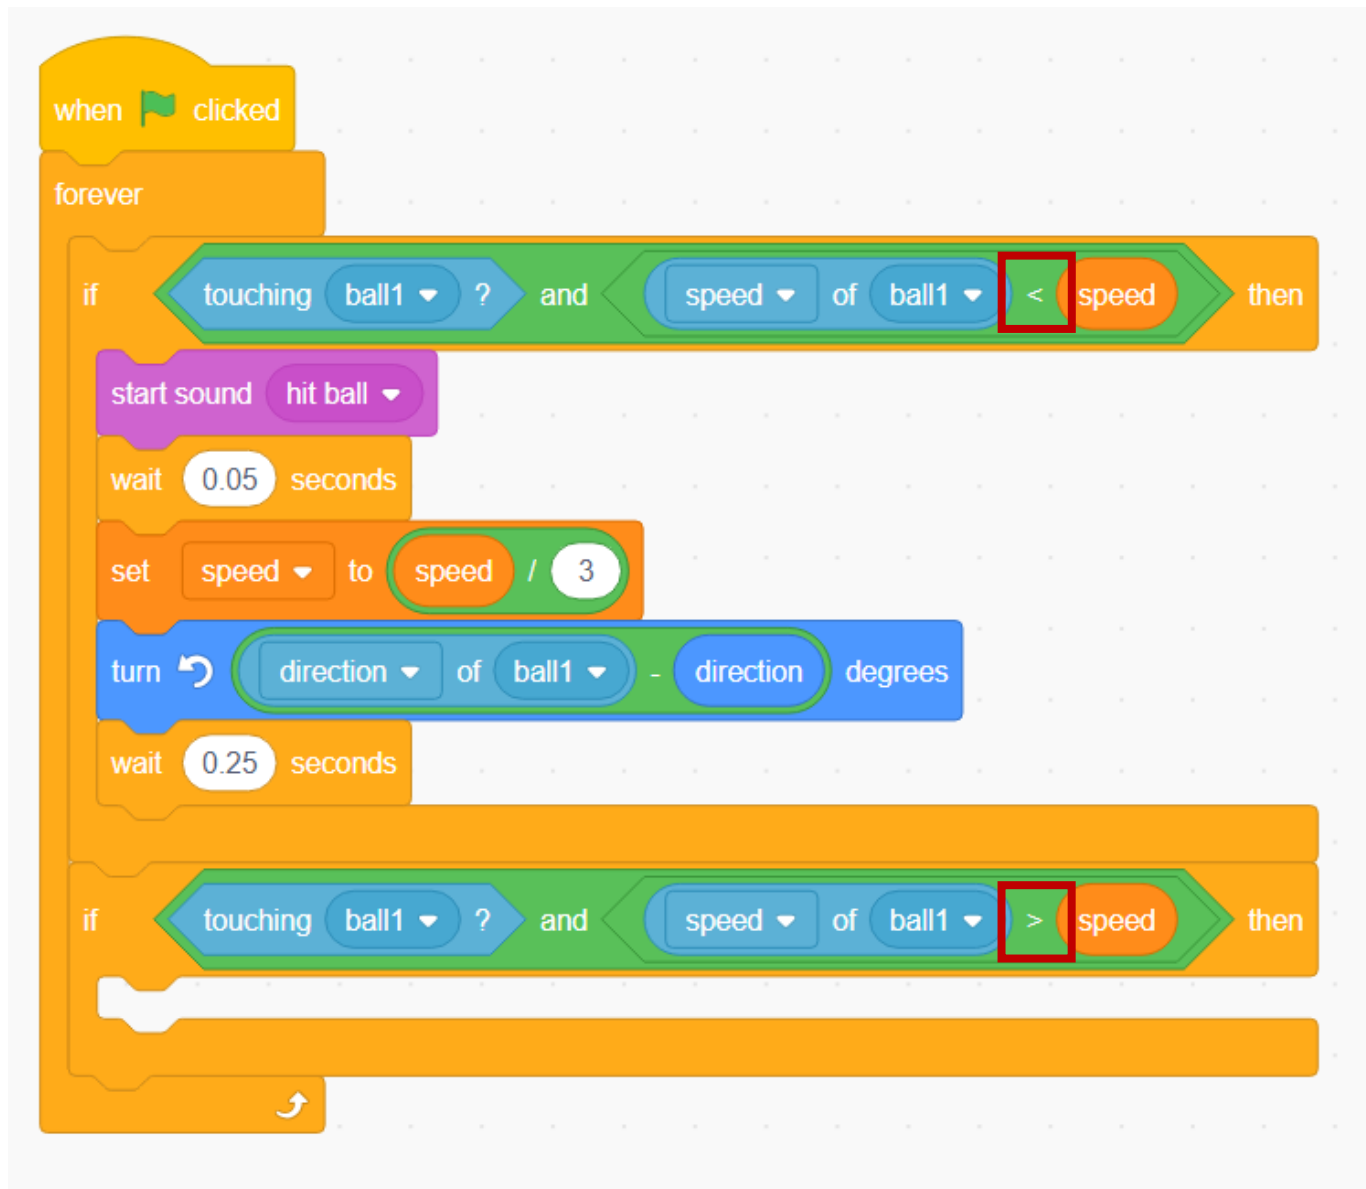 when clicked
forever
if touching ball1 ? and speed of ball1 < speed then
start sound hit ball
wait 0.05 seconds
set speed to speed / 3
turn direction of ball1 - direction degrees
wait 0.25 seconds
if touching ball1 ? and speed of ball1 > speed then